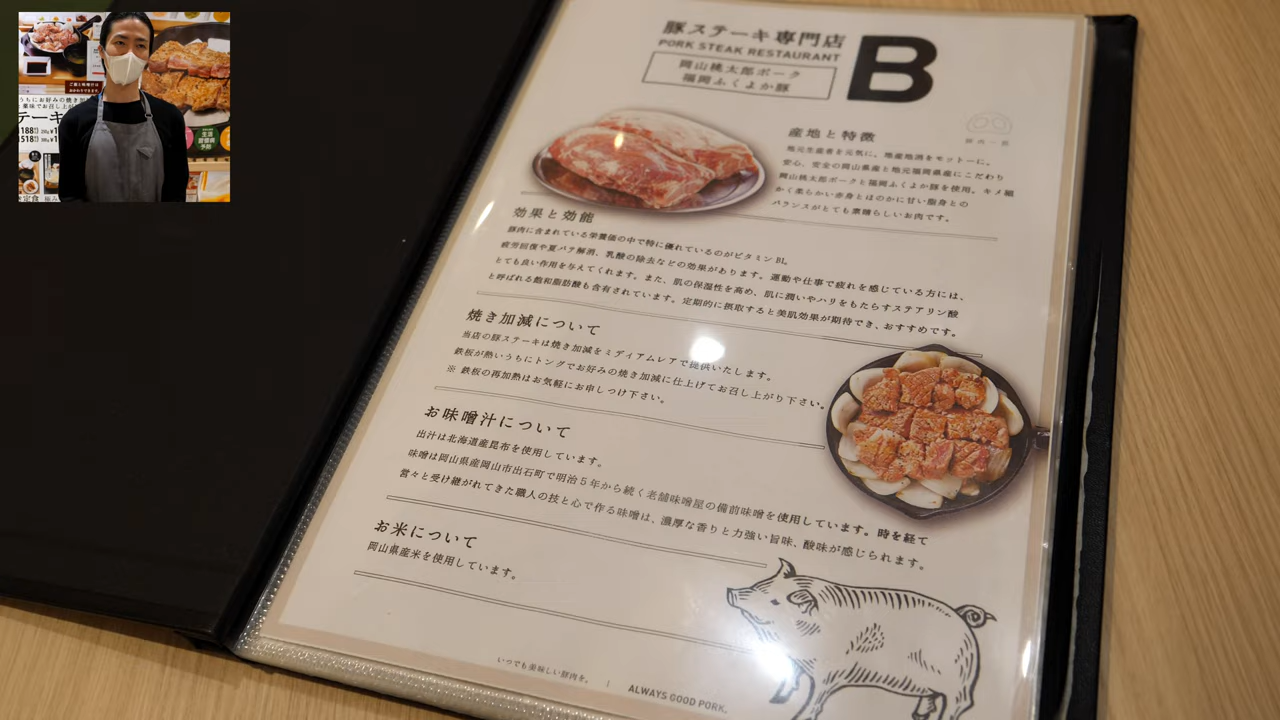 豚ステーキ専門店
PORK STEAK RESTAURANT
岡山桃太郎ポーク
福岡ふくよか豚
B
産地と特徴
地元生産者を元気に。地産地消をモットーに。
安心、安全の岡山県産と地元福岡県産にこだわり
岡山桃太郎ポークと福岡ふくよか豚を使用。キメ細
かく柔らかい赤身とほのかに甘い脂身との
バランスがとても素晴らしいお肉です。
効果と効能
豚肉に含まれている栄養価の中で特に優れているのがビタミンB1。
疲労回復や夏バテ解消、乳酸の除去などの効果があります。運動や仕事で疲れを感じている方には、
とても良い作用を与えてくれます。また、肌の保湿性を高め、肌に潤いやハリをもたらすステアリン酸
と呼ばれる飽和脂肪酸も含有されています。定期的に摂取すると美肌効果が期待でき、おすすめです。
焼き加減について
当店の豚ステーキは焼き加減をミディアムレアで提供いたします。
鉄板が熱いうちにトングでお好みの焼き加減に仕上げてお召し上がり下さい。
※ 鉄板の再加熱はお気軽にお申しつけ下さい。
お味噌汁について
出汁は北海道産昆布を使用しています。
味噌は岡山県産岡山市出石町で明治5年から続く老舗味噌屋の備前味噌を使用しています。時を経て
営々と受け継がれてきた職人の技と心で作る味噌は、濃厚な香りと力強い旨味、酸味が感じられます。
お米について
岡山県産米を使用しています。
いつでも美味しい豚肉を。
ALWAYS GOOD PORK.